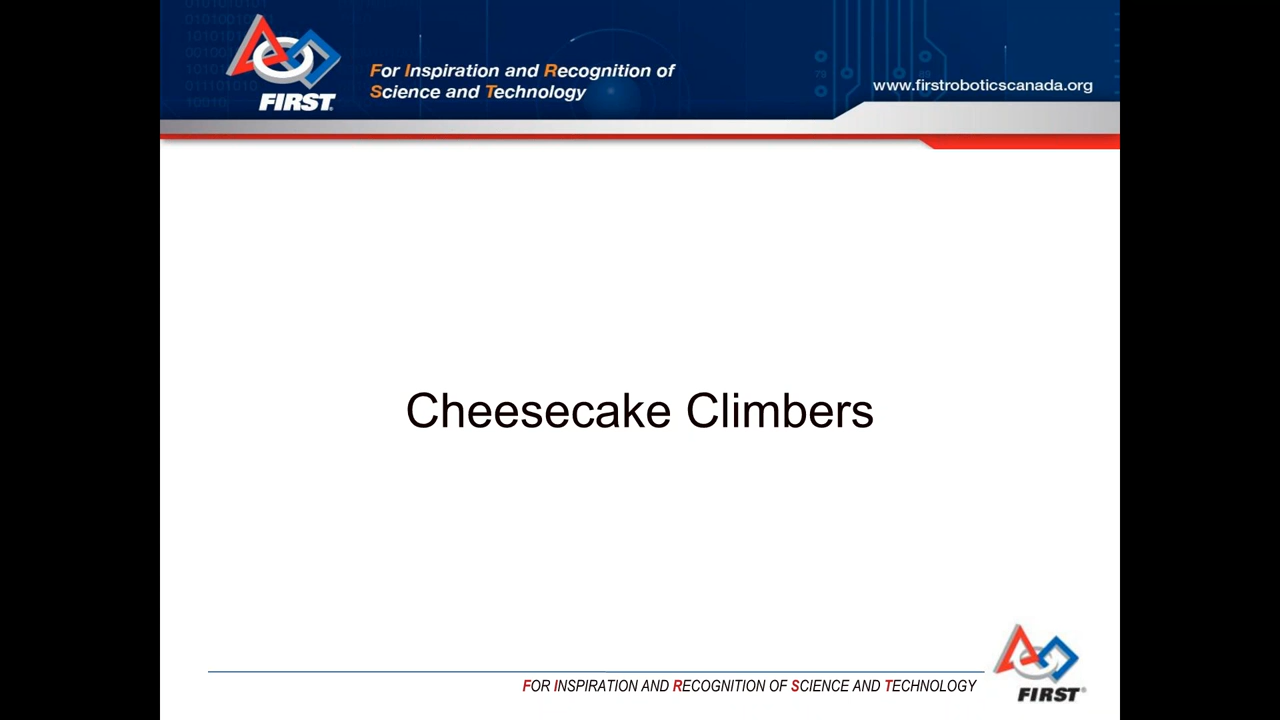 FIRST
For Inspiration and Recognition of
Science and Technology
www.firstroboticscanada.org
Cheesecake Climbers
FOR INSPIRATION AND RECOGNITION OF SCIENCE AND TECHNOLOGY
FIRST